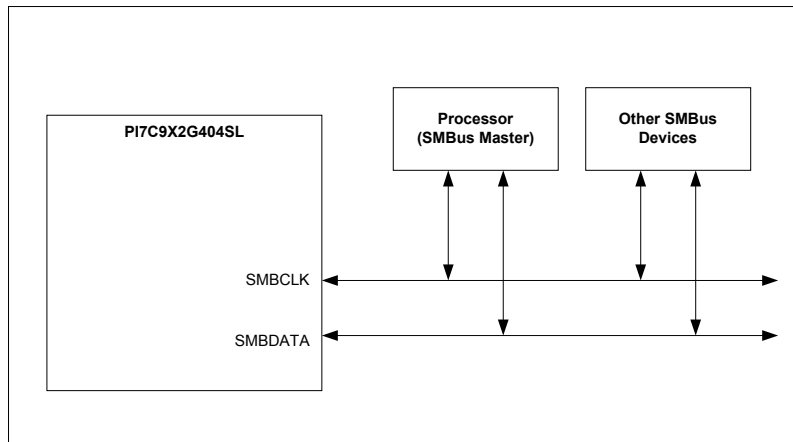 PI7C9X2G404SL
Processor
(SMBus Master)
Other SMBus
Devices
SMBCLK
SMBDATA